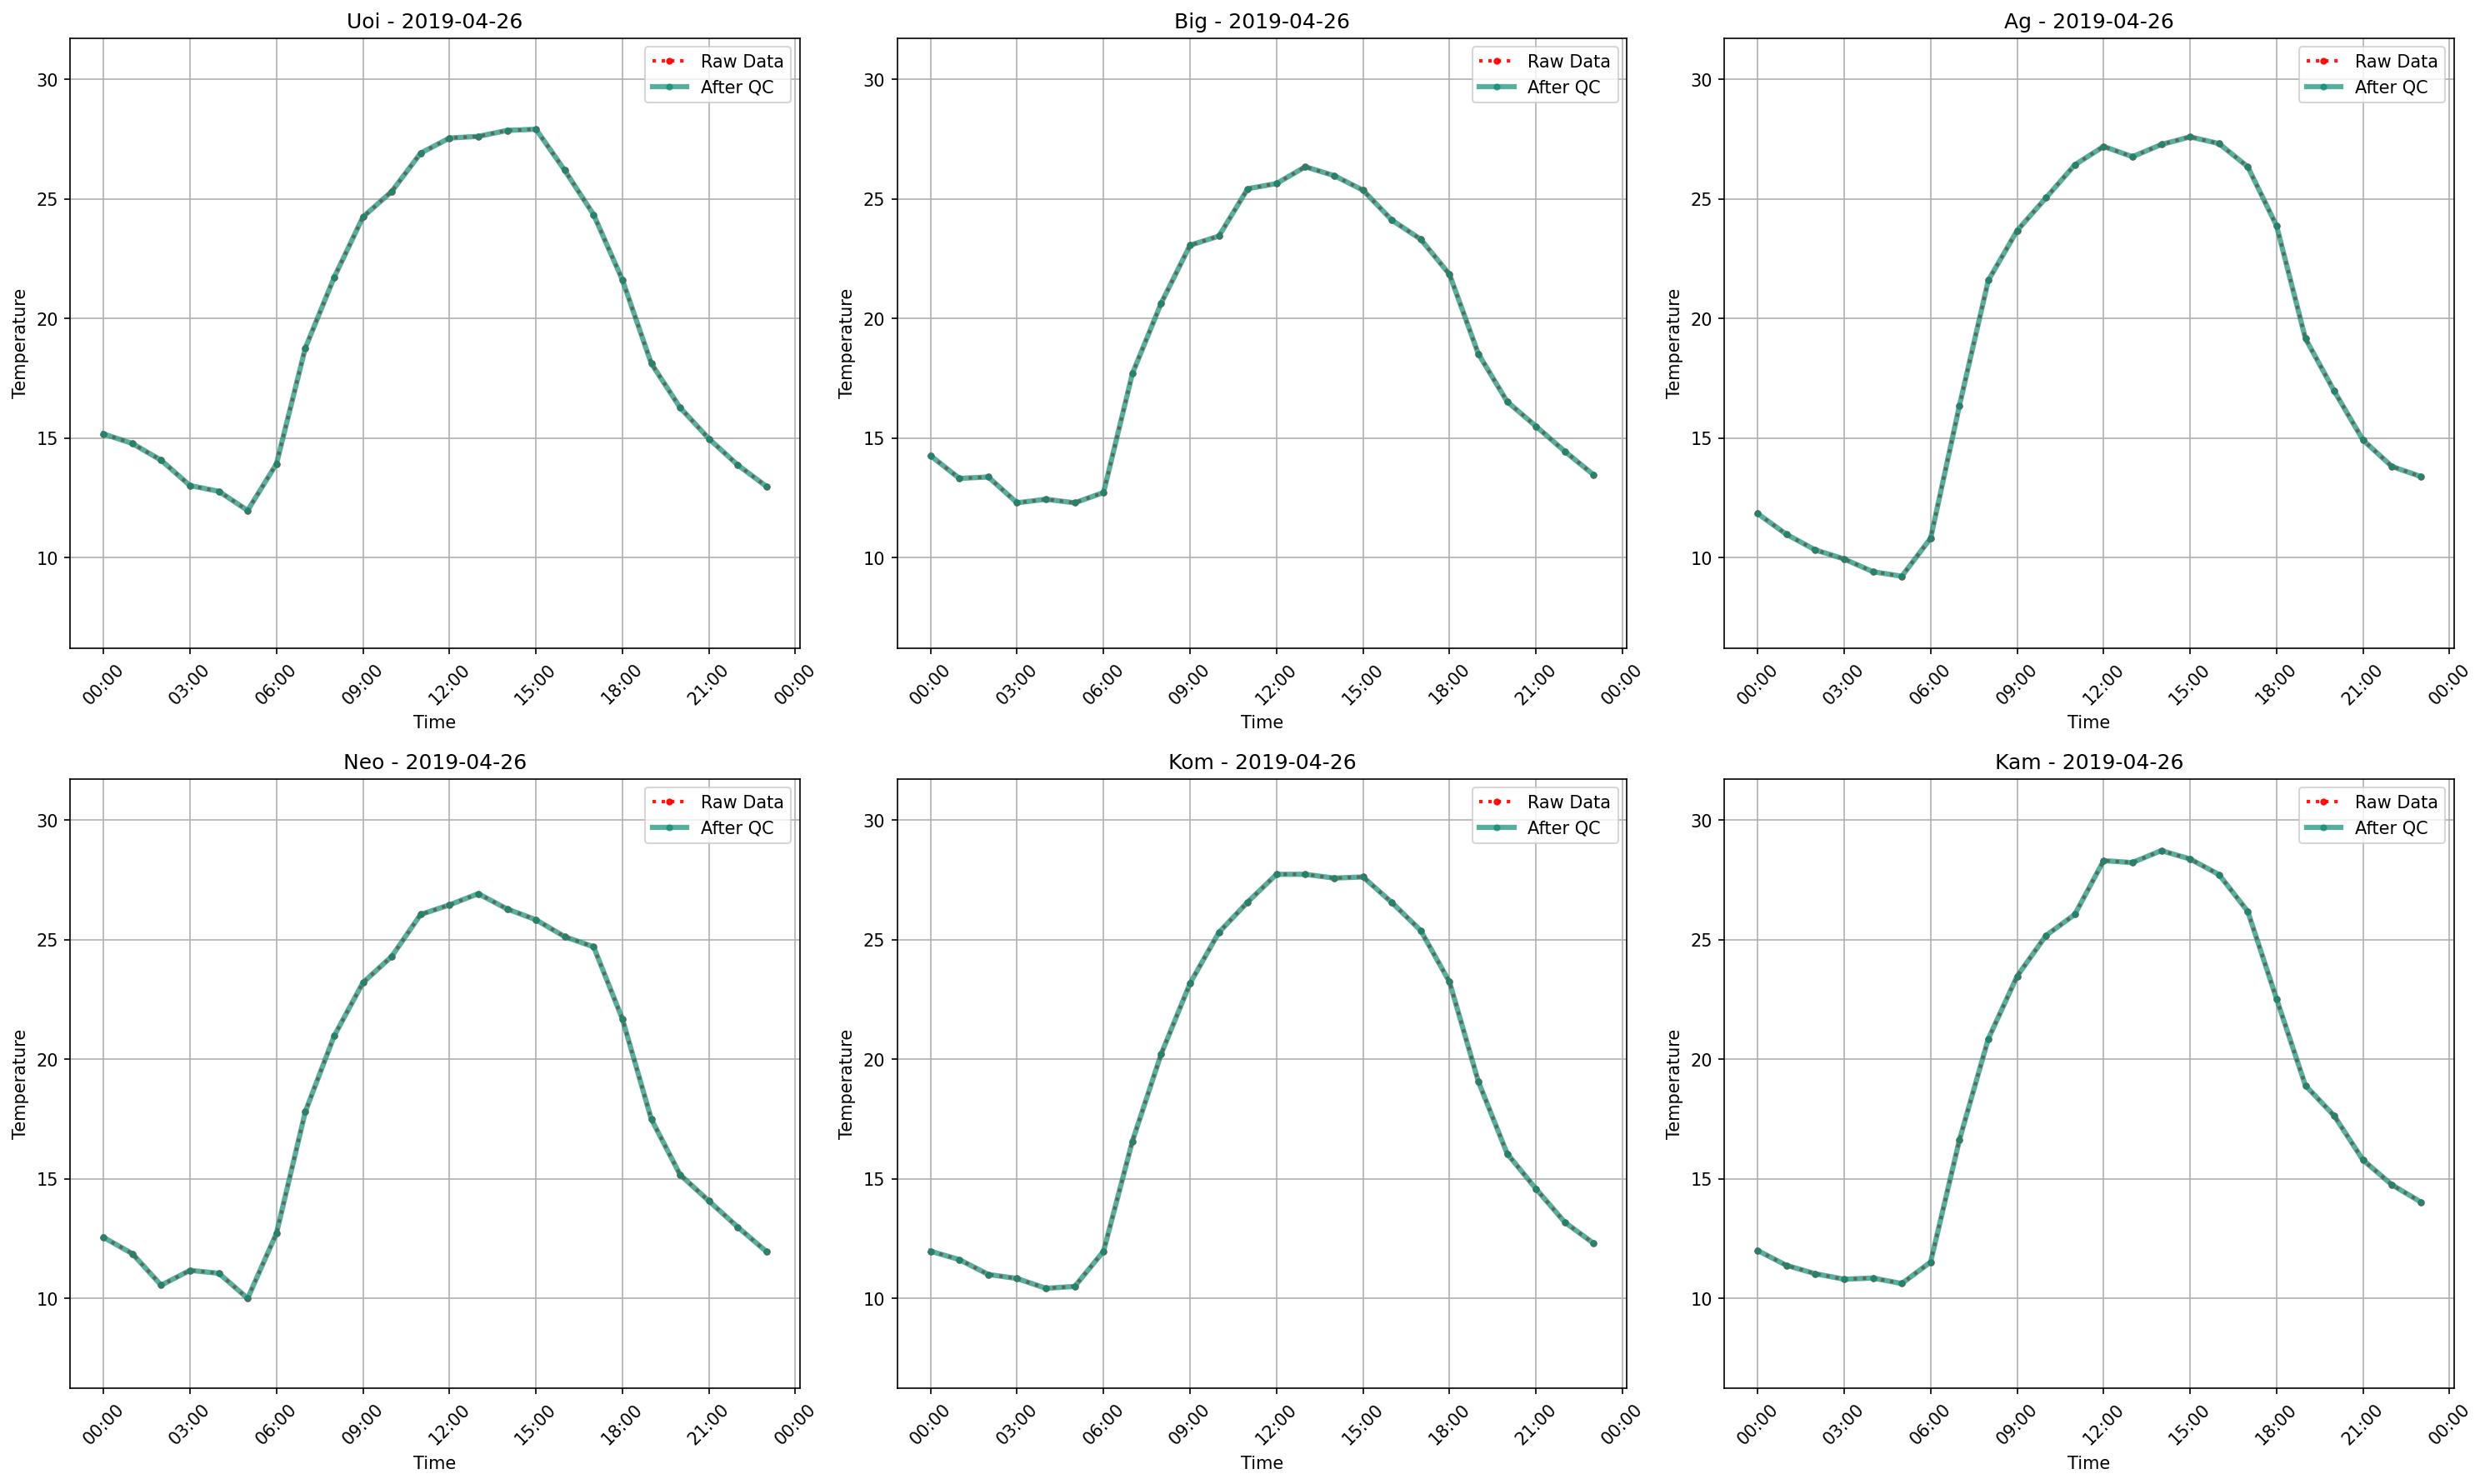 Uoi - 2019-04-26
Raw Data
After QC
30
25
20
15
10
Temperature
00:00
03:00
06:00
09:00
12:00
15:00
18:00
21:00
00:00
Time
Big - 2019-04-26
Raw Data
After QC
30
25
20
15
10
Temperature
00:00
03:00
06:00
09:00
12:00
15:00
18:00
21:00
00:00
Time
Ag - 2019-04-26
Raw Data
After QC
30
25
20
15
10
Temperature
00:00
03:00
06:00
09:00
12:00
15:00
18:00
21:00
00:00
Time
Neo - 2019-04-26
Raw Data
After QC
30
25
20
15
10
Temperature
00:00
03:00
06:00
09:00
12:00
15:00
18:00
21:00
00:00
Time
Kom - 2019-04-26
Raw Data
After QC
30
25
20
15
10
Temperature
00:00
03:00
06:00
09:00
12:00
15:00
18:00
21:00
00:00
Time
Kam - 2019-04-26
Raw Data
After QC
30
25
20
15
10
Temperature
00:00
03:00
06:00
09:00
12:00
15:00
18:00
21:00
00:00
Time